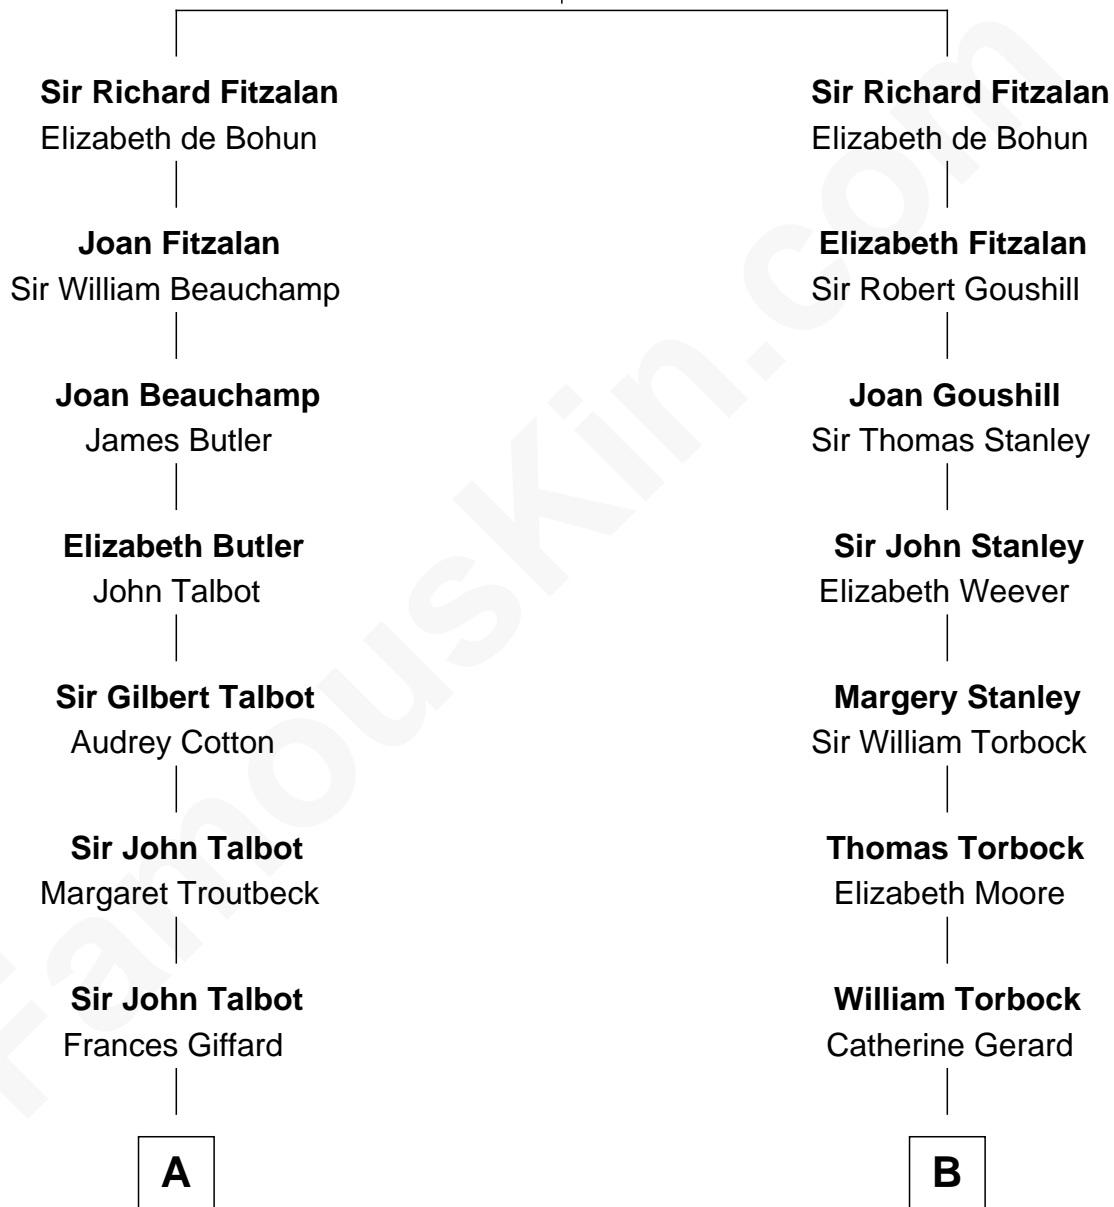 Sir Richard Fitzalan
Elizabeth de Bohun
Joan Fitzalan
Sir William Beauchamp
Joan Beauchamp
James Butler
Elizabeth Butler
John Talbot
Sir Gilbert Talbot
Audrey Cotton
Sir John Talbot
Margaret Troutbeck
Sir John Talbot
Frances Giffard
A
Sir Richard Fitzalan
Elizabeth de Bohun
Elizabeth Fitzalan
Sir Robert Goushill
Joan Goushill
Sir Thomas Stanley
Sir John Stanley
Elizabeth Weever
Margery Stanley
Sir William Torbock
Thomas Torbock
Elizabeth Moore
William Torbock
Catherine Gerard
B
FamousKin.com